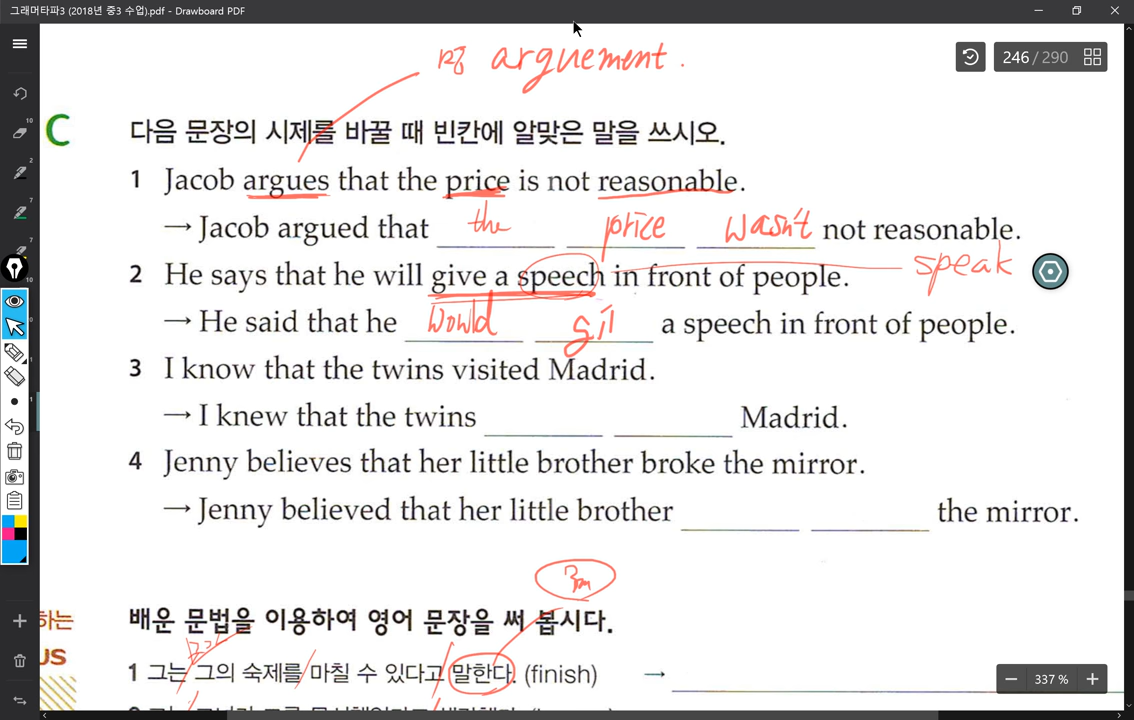 그래머타파3 (2018년 중3 수업).pdf - Drawboard PDF
246 / 290
명 arguement.
C 다음 문장의 시제를 바꿀 때 빈칸에 알맞은 말을 쓰시오.
1 Jacob argues that the price is not reasonable.
→ Jacob argued that the price wasn't not reasonable.
2 He says that he will give a speech in front of people. speak
→ He said that he would a speech in front of people.
3 I know that the twins visited Madrid.
→ I knew that the twins Madrid.
4 Jenny believes that her little brother broke the mirror.
→ Jenny believed that her little brother the mirror.
하는 배운 문법을 이용하여 영어 문장을 써 봅시다.
US
1 그는 그의 숙제를 마칠 수 있다고 말한다. (finish) →
337 %